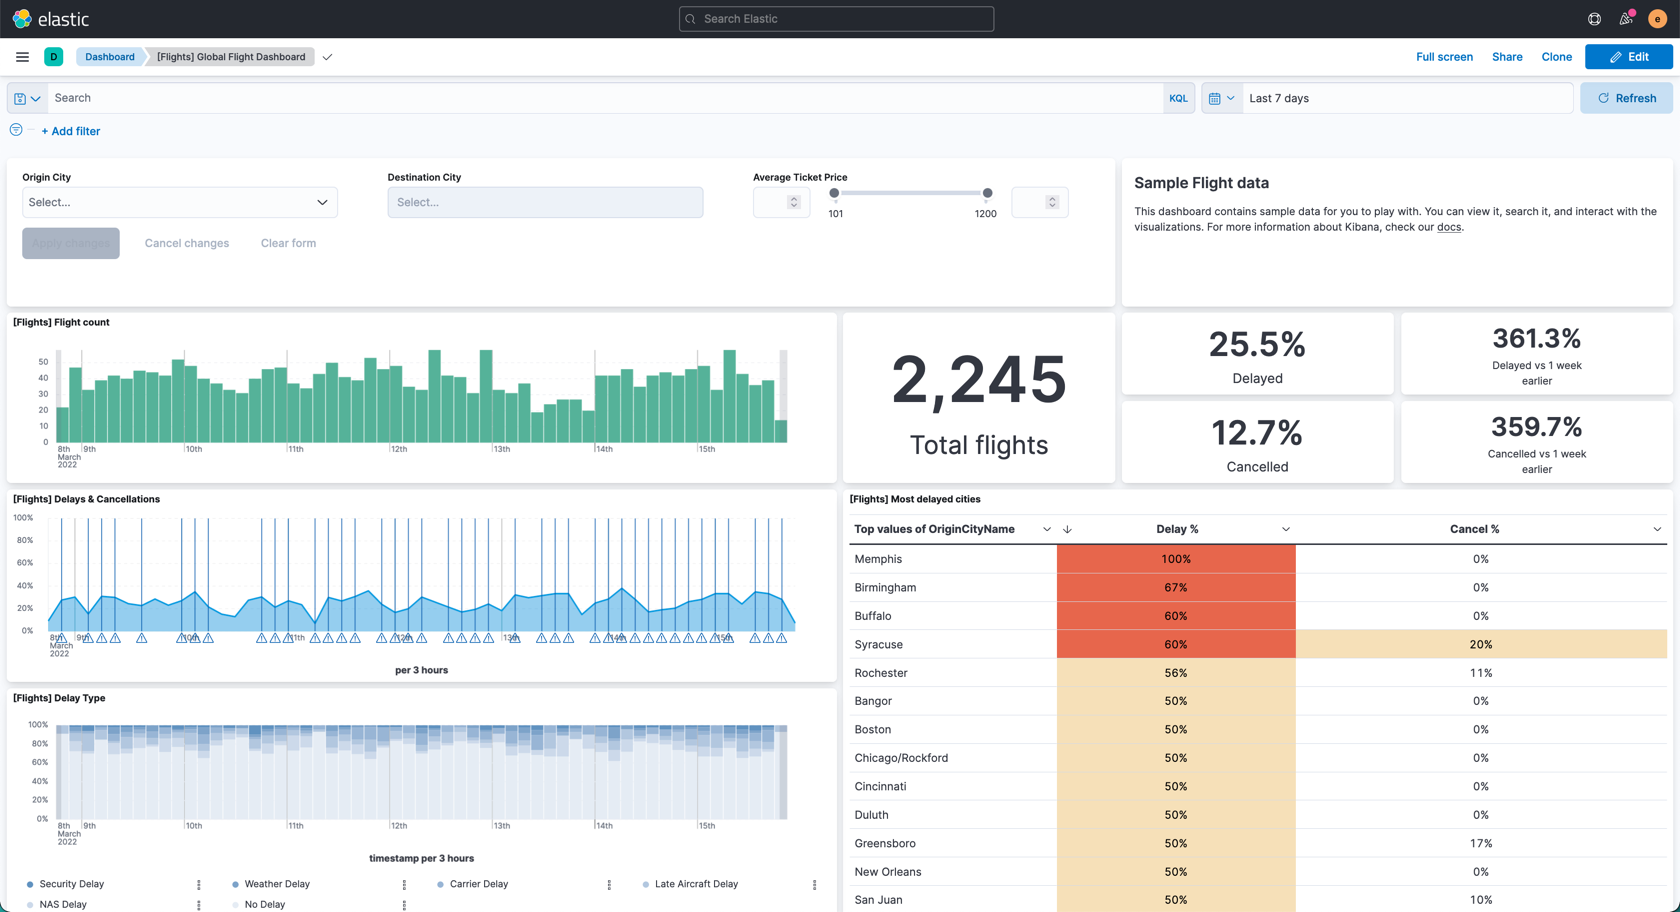 elastic
Search Elastic
e
D
Dashboard
[Flights] Global Flight Dashboard
Full screen
Share
Clone
Edit
Search
KQL
Last 7 days
Refresh
+ Add filter
Origin City
Select...
Destination City
Select...
Average Ticket Price
101
1200
Apply changes
Cancel changes
Clear form
Sample Flight data
This dashboard contains sample data for you to play with. You can view it, search it, and interact with the
visualizations. For more information about Kibana, check our docs.
[Flights] Flight count
50
40
30
20
10
0
8th
March
2022
9th
10th
11th
12th
13th
14th
15th
2,245
Total flights
25.5%
Delayed
361.3%
Delayed vs 1 week
earlier
12.7%
Cancelled
359.7%
Cancelled vs 1 week
earlier
[Flights] Delays & Cancellations
100%
80%
60%
40%
20%
0%
8th
March
2022
9th
10th
11th
12th
13th
14th
15th
per 3 hours
[Flights] Delay Type
100%
80%
60%
40%
20%
0%
8th
March
2022
9th
10th
11th
12th
13th
14th
15th
timestamp per 3 hours
Security Delay
Weather Delay
Carrier Delay
Late Aircraft Delay
NAS Delay
No Delay
[Flights] Most delayed cities
Top values of OriginCityName Delay % Cancel %
Memphis 100% 0%
Birmingham 67% 0%
Buffalo 60% 0%
Syracuse 60% 20%
Rochester 56% 11%
Bangor 50% 0%
Boston 50% 0%
Chicago/Rockford 50% 0%
Cincinnati 50% 0%
Duluth 50% 0%
Greensboro 50% 17%
New Orleans 50% 0%
San Juan 50% 10%